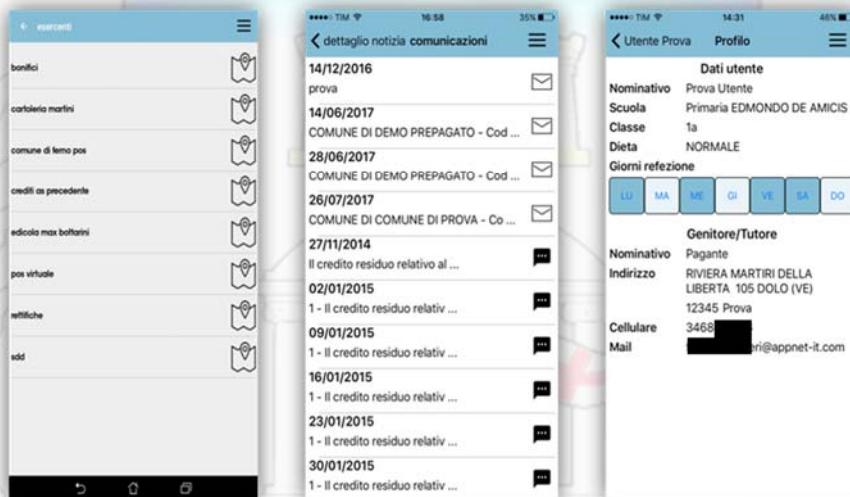 esercenti
bonifici
cartoleria martini
comune di fermo pos
crediti as precedente
edicola max bottarini
pos virtuale
rettifiche
sdd
TIM 16:58 35%
dettaglio notizia comunicazioni
14/12/2016
prova
14/06/2017
COMUNE DI DEMO PREPAGATO - Cod ...
28/06/2017
COMUNE DI DEMO PREPAGATO - Cod ...
26/07/2017
COMUNE DI COMUNE DI PROVA - Co ...
27/11/2014
Il credito residuo relativo al ...
02/01/2015
1 - Il credito residuo relativ ...
09/01/2015
1 - Il credito residuo relativ ...
16/01/2015
1 - Il credito residuo relativ ...
23/01/2015
1 - Il credito residuo relativ ...
30/01/2015
1 - Il credito residuo relativ ...
TIM 14:31 46%
Utente Prova Profilo
Dati utente
Nominativo Prova Utente
Scuola Primaria EDMONDO DE AMICIS
Classe 1a
Dieta NORMALE
Giorni refezione
LU MA ME GI VE SA DO
Genitore/Tutore
Nominativo Pagante
Indirizzo RIVIERA MARTIRI DELLA
LIBERTA 105 DOLO (VE)
12345 Prova
Cellulare 3468
Mail eri@appnet-it.com